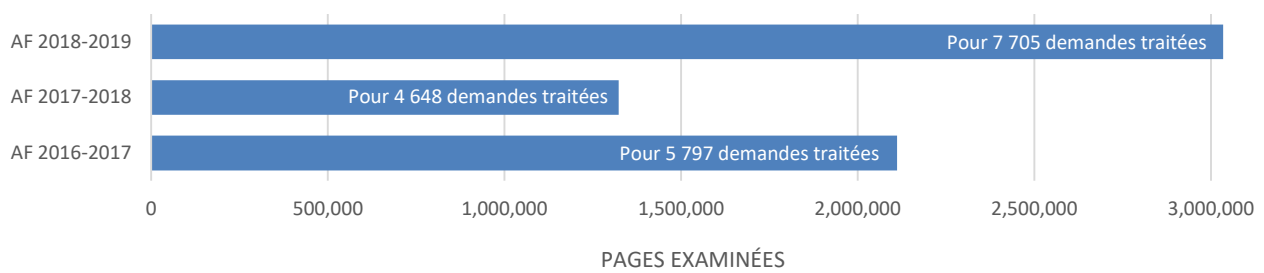 AF 2018-2019
Pour 7 705 demandes traitées
AF 2017-2018
Pour 4 648 demandes traitées
AF 2016-2017
Pour 5 797 demandes traitées
0 500,000 1,000,000 1,500,000 2,000,000 2,500,000 3,000,000
PAGES EXAMINÉES